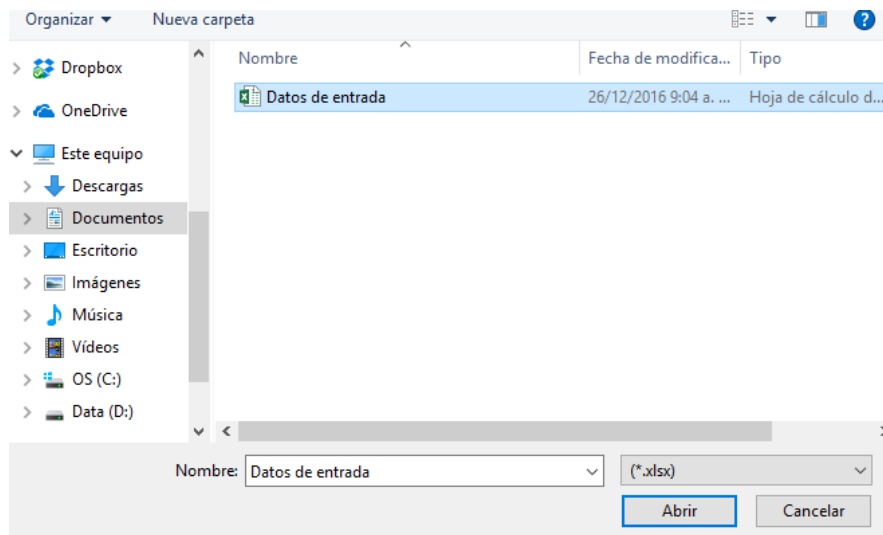 Organizar Nueva carpeta ?
Nombre Fecha de modifica... Tipo
Datos de entrada 26/12/2016 9:04 a. ... Hoja de cálculo d...
Dropbox
OneDrive
Este equipo
Descargas
Documentos
Escritorio
Imágenes
Música
Vídeos
OS (C:)
Data (D:)
Nombre: Datos de entrada (*.xlsx)
Abrir Cancelar